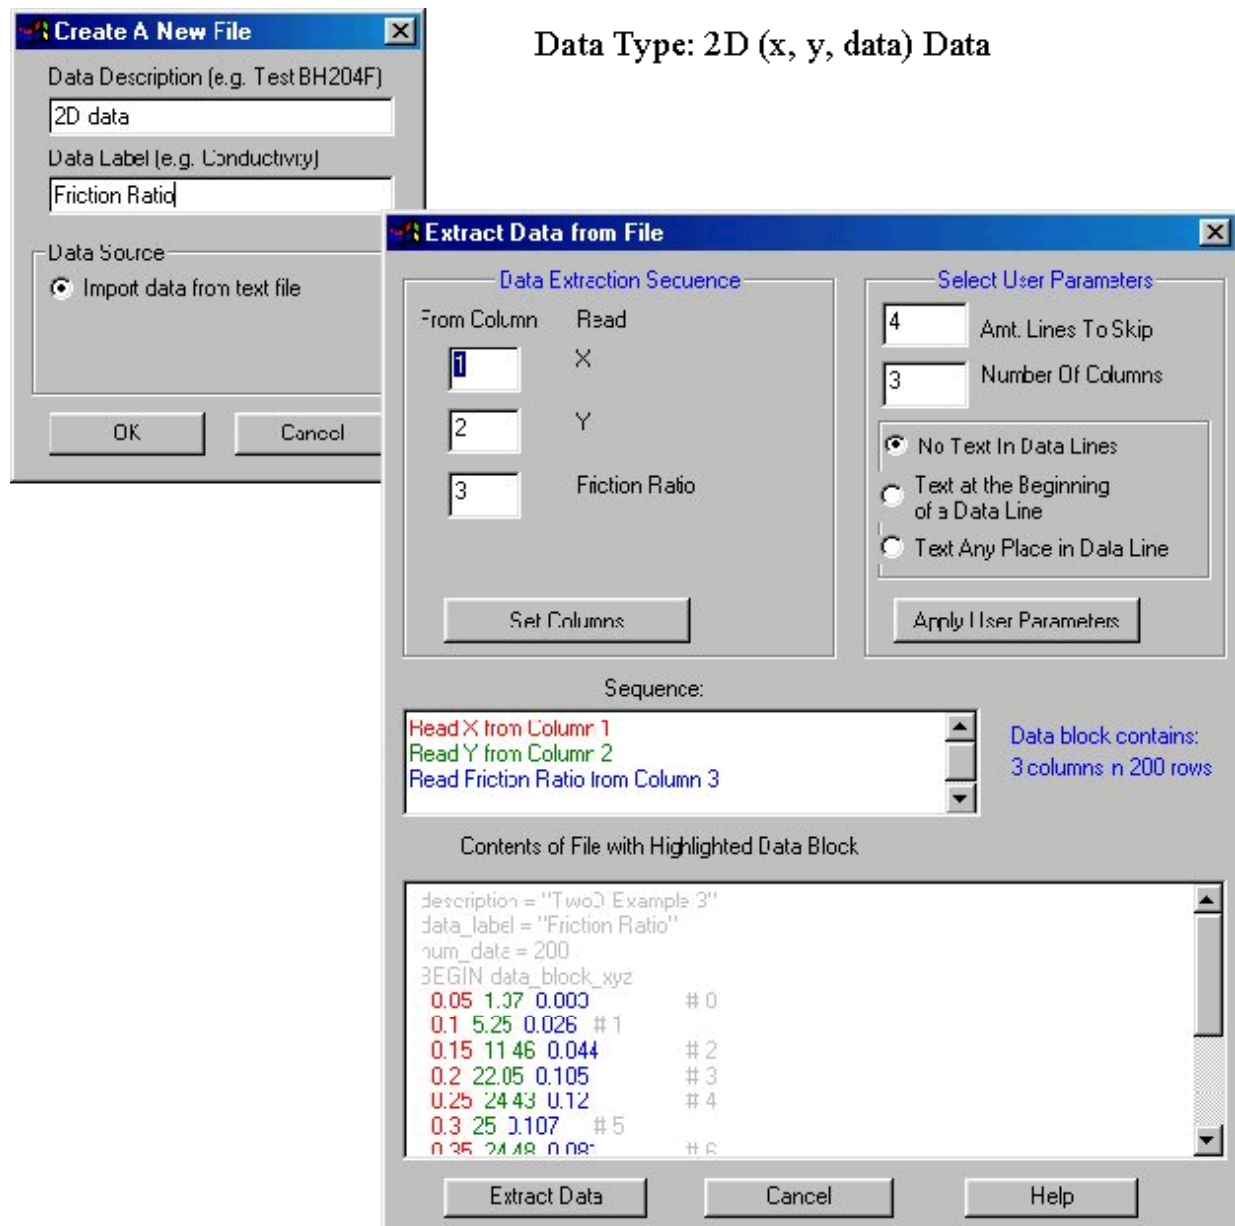 Create A New File
Data Type: 2D (x, y, data) Data
Data Description (e.g. Test BH204F)
2D data
Data Label (e.g. Conductivity)
Friction Ratio
Data Source
Import data from text file
OK
Cancel
Extract Data from File
Data Extraction Secuence
From Column Read
1 X
2 Y
3 Friction Ratio
Set Columns
Select User Parameters
4 Amt. Lines To Skip
3 Number Of Columns
No Text In Data Lines
Text at the Beginning
of a Data Line
Text Any Place in Data Line
Apply User Parameters
Sequence:
Read X from Column 1
Read Y from Column 2
Read Friction Ratio from Column 3
Data block contains:
3 columns in 200 rows
Contents of File with Highlighted Data Block
description = "TwoD Example 3"
data_label = "Friction Ratio"
num_data = 200
BEGIN data_block_xyz
0.05 1.07 # 0
0.1 5.25 0.026 # 1
0.15 11.46 0.044 # 2
0.2 22.05 0.105 # 3
0.25 24.43 0.12 # 4
0.3 25 0.107 # 5
0.35 24.48 # 6
Extract Data
Cancel
Help